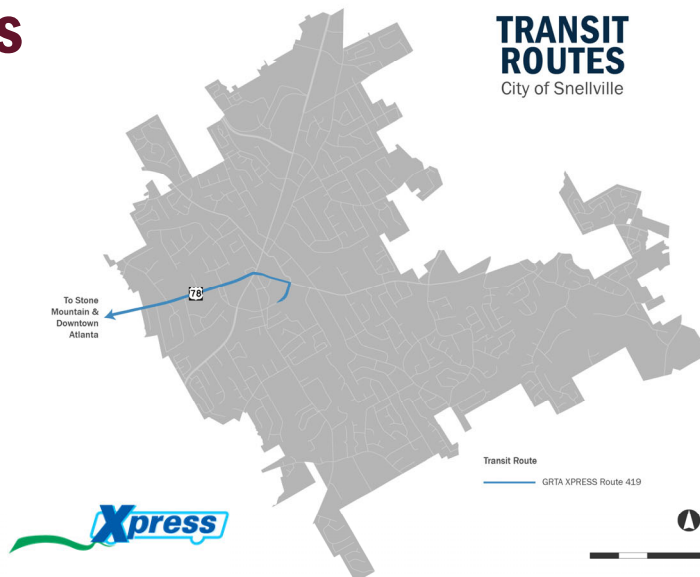 S
TRANSIT
ROUTES
City of Snellville
78
To Stone
Mountain &
Downtown
Atlanta
Transit Route
GRTA XPRESS Route 419
Xpress